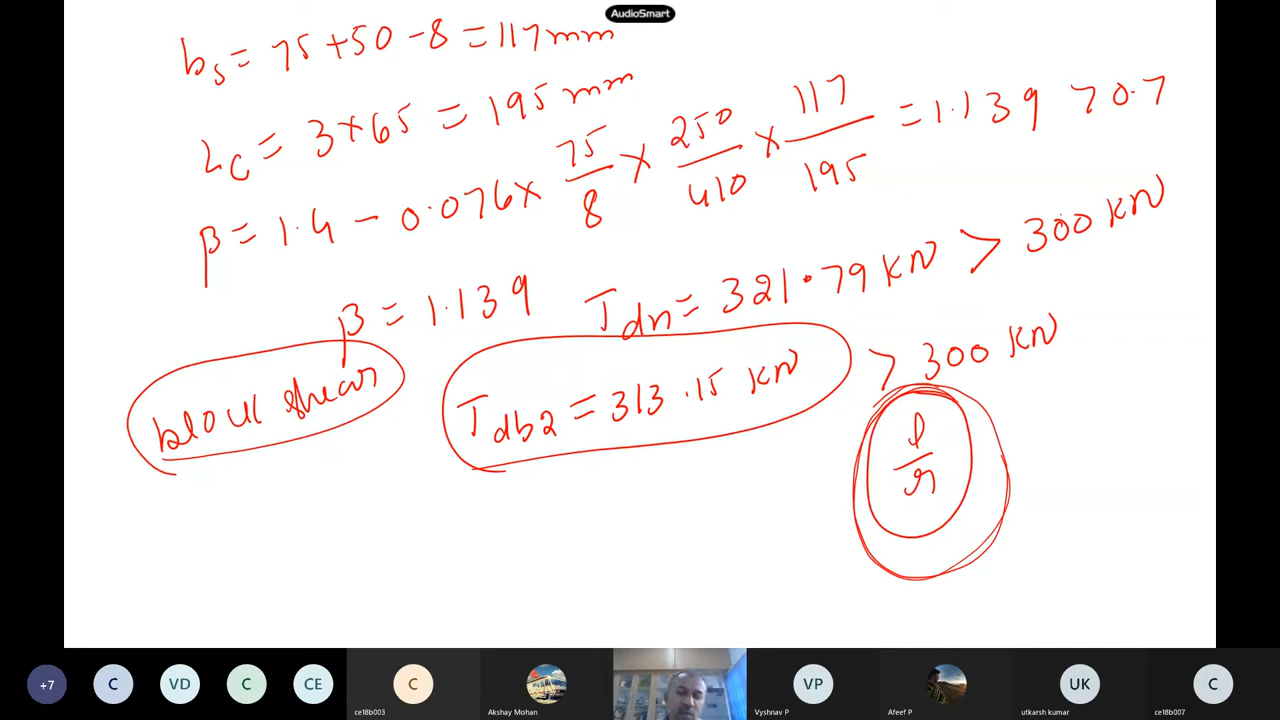 AudioSmart
bs = 75 + 50 - 8 = 117 mm
Lc = 3 × 65 = 195 mm
β = 1.4 - 0.076 × 75/8 × 250/410 × 117/195 = 1.139 > 0.7
β = 1.139 Tdn = 321.79 kN > 300 kN
block shear Tdb2 = 313.15 kN > 300 kN
l/r
+7 C VD C CE C VP UK C
ce18b003 Akshay Mohan Vyshnav P Afeef P utkarsh kumar ce18b007